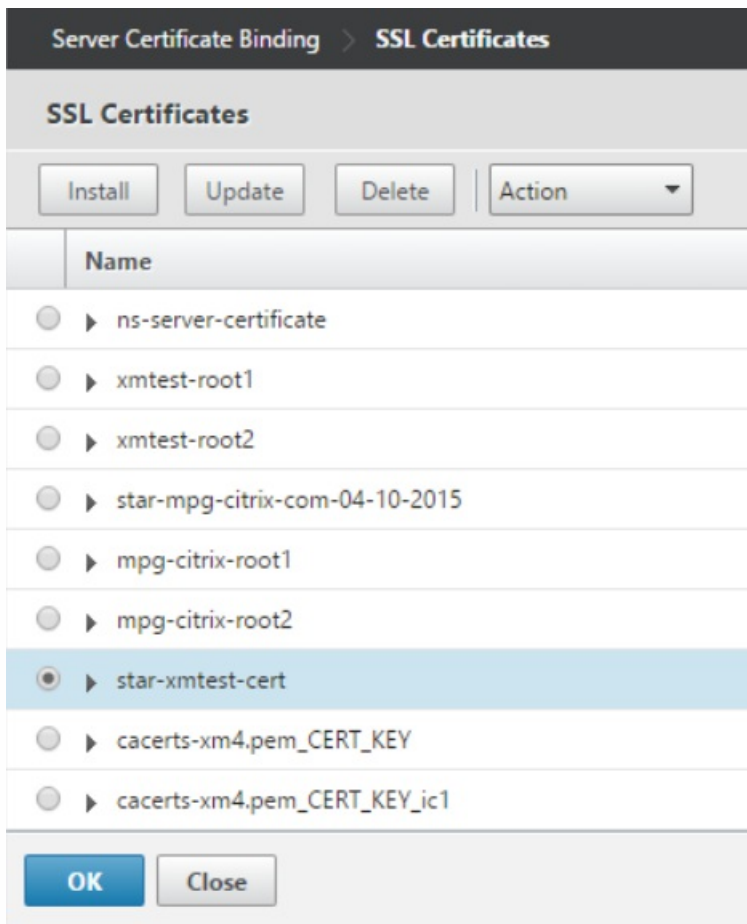 Server Certificate Binding > SSL Certificates
SSL Certificates
Install Update Delete Action
Name
ns-server-certificate
xmtest-root1
xmtest-root2
star-mpg-citrix-com-04-10-2015
mpg-citrix-root1
mpg-citrix-root2
star-xmtest-cert
cacerts-xm4.pem_CERT_KEY
cacerts-xm4.pem_CERT_KEY_ic1
OK Close